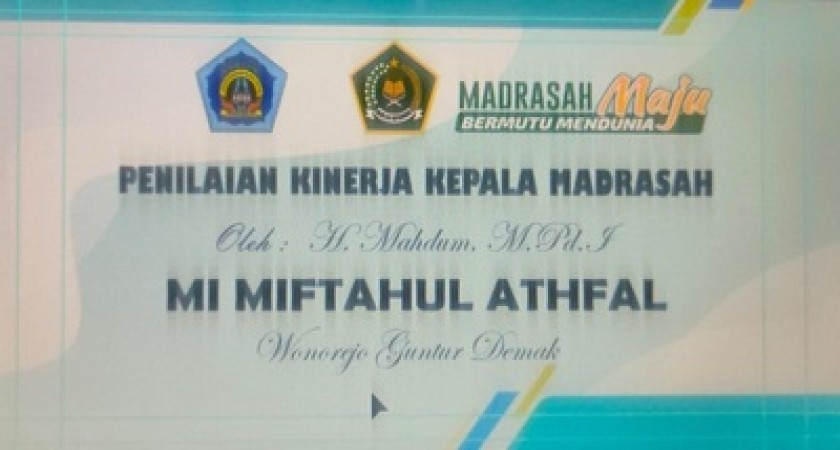 MADRASAH Maju
BERMUTU MENDUNIA
PENILAIAN KINERJA KEPALA MADRASAH
Oleh : H. Mahdum, M.Pd.I
MI MIFTAHUL ATHFAL
Wonorejo Guntur Demak